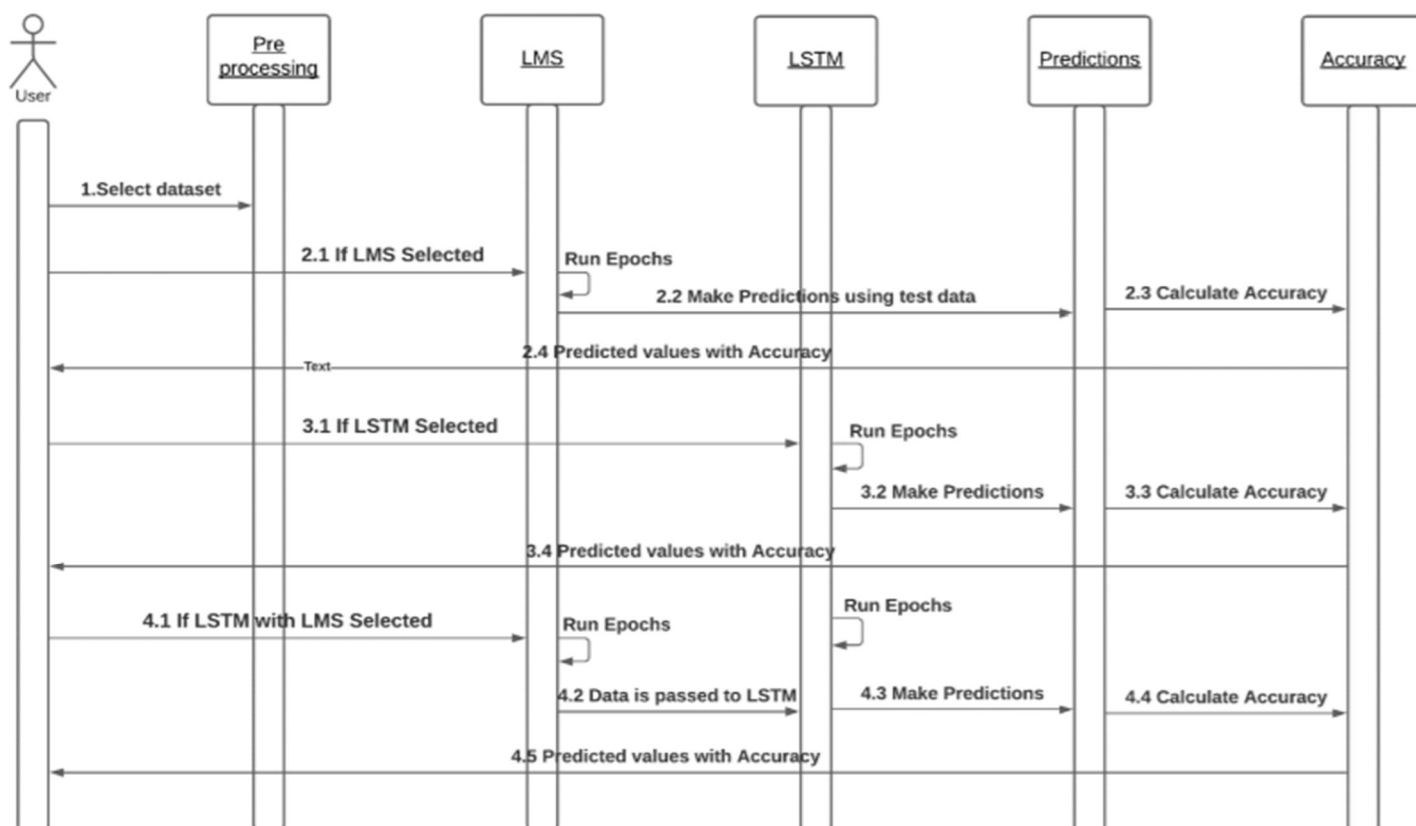 User
Pre
processing
LMS
LSTM
Predictions
Accuracy
1.Select dataset
2.1 If LMS Selected
Run Epochs
2.2 Make Predictions using test data
2.3 Calculate Accuracy
2.4 Predicted values with Accuracy
Text
3.1 If LSTM Selected
Run Epochs
3.2 Make Predictions
3.3 Calculate Accuracy
3.4 Predicted values with Accuracy
4.1 If LSTM with LMS Selected
Run Epochs
Run Epochs
4.2 Data is passed to LSTM
4.3 Make Predictions
4.4 Calculate Accuracy
4.5 Predicted values with Accuracy